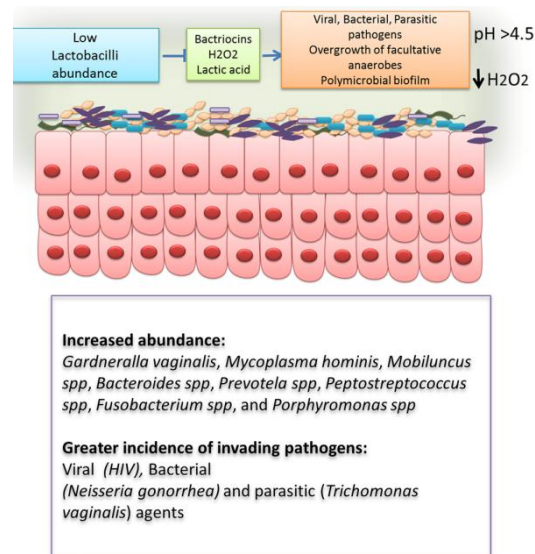 Low
Lactobacilli
abundance
Bactriocins
H2O2
Lactic acid
Viral, Bacterial, Parasitic
pathogens
Overgrowth of facultative
anaerobes
Polymicrobial biofilm
pH >4.5
H2O2
Increased abundance:
Gardneralla vaginalis, Mycoplasma hominis, Mobiluncus
spp, Bacteroides spp, Prevotela spp, Peptostreptococcus
spp, Fusobacterium spp, and Porphyromonas spp
Greater incidence of invading pathogens:
Viral (HIV), Bacterial
(Neisseria gonorrhea) and parasitic (Trichomonas
vaginalis) agents